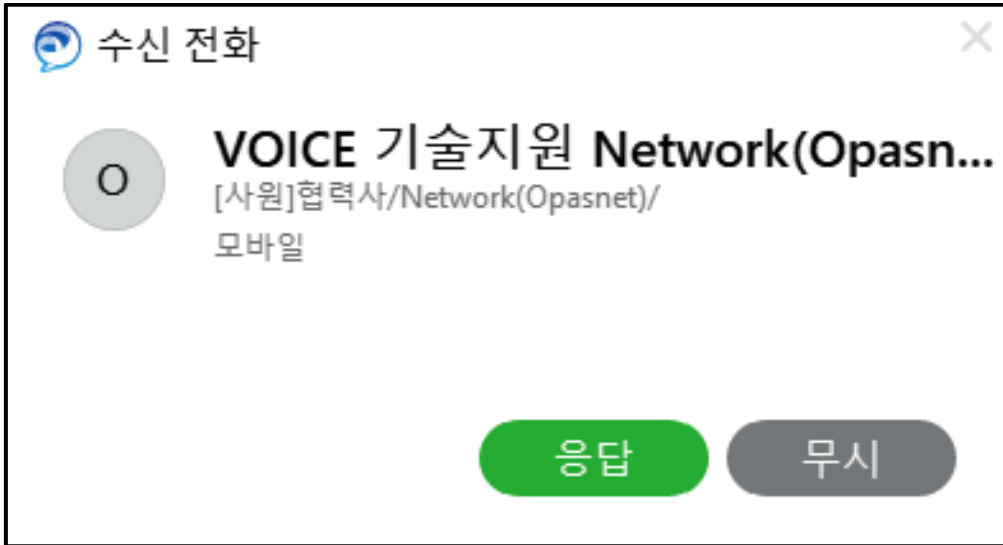 수신 전화
O
VOICE 기술지원 Network(Opasn...
[사원]협력사/Network(Opasnet)/
모바일
응답
무시